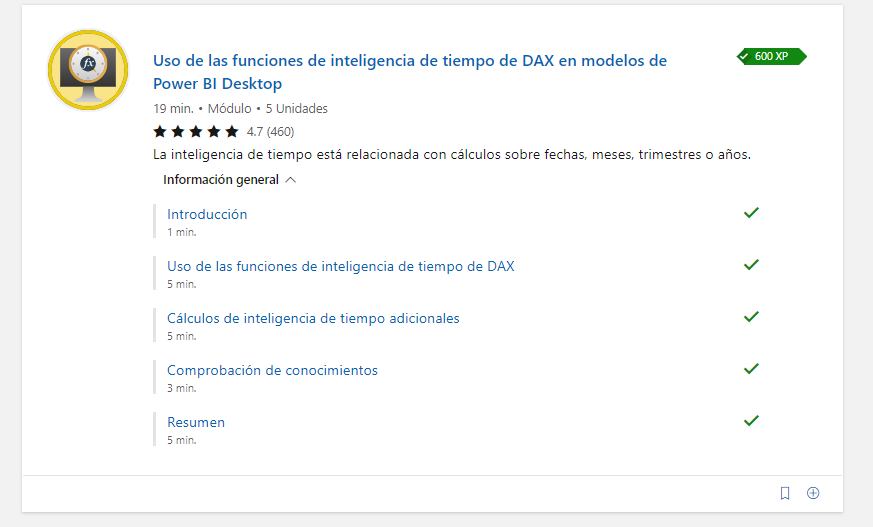 fx
Uso de las funciones de inteligencia de tiempo de DAX en modelos de
Power BI Desktop
600 XP
19 min. • Módulo • 5 Unidades
4.7 (460)
La inteligencia de tiempo está relacionada con cálculos sobre fechas, meses, trimestres o años.
Información general
Introducción
1 min.
Uso de las funciones de inteligencia de tiempo de DAX
5 min.
Cálculos de inteligencia de tiempo adicionales
5 min.
Comprobación de conocimientos
3 min.
Resumen
5 min.